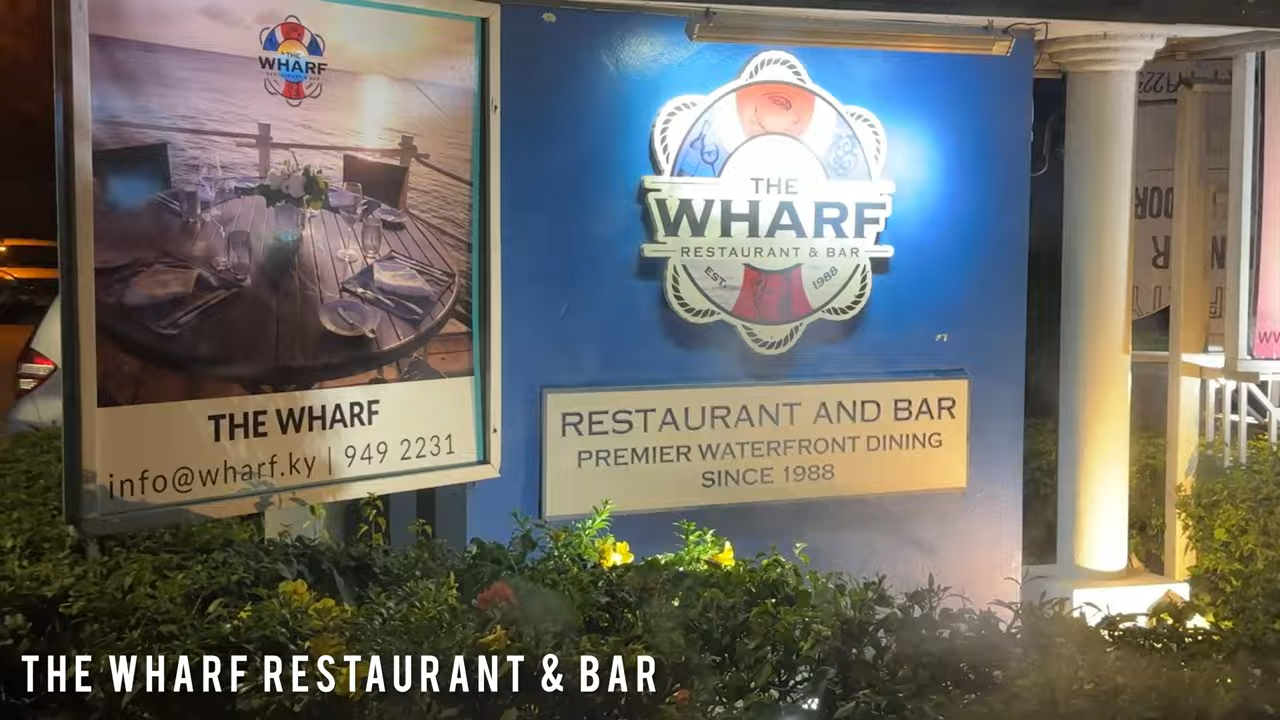 THE
WHARF
RESTAURANT & BAR
THE WHARF
info@wharf.ky | 949 2231
THE
WHARF
RESTAURANT & BAR
EST. 1988
RESTAURANT AND BAR
PREMIER WATERFRONT DINING
SINCE 1988
THE WHARF RESTAURANT & BAR